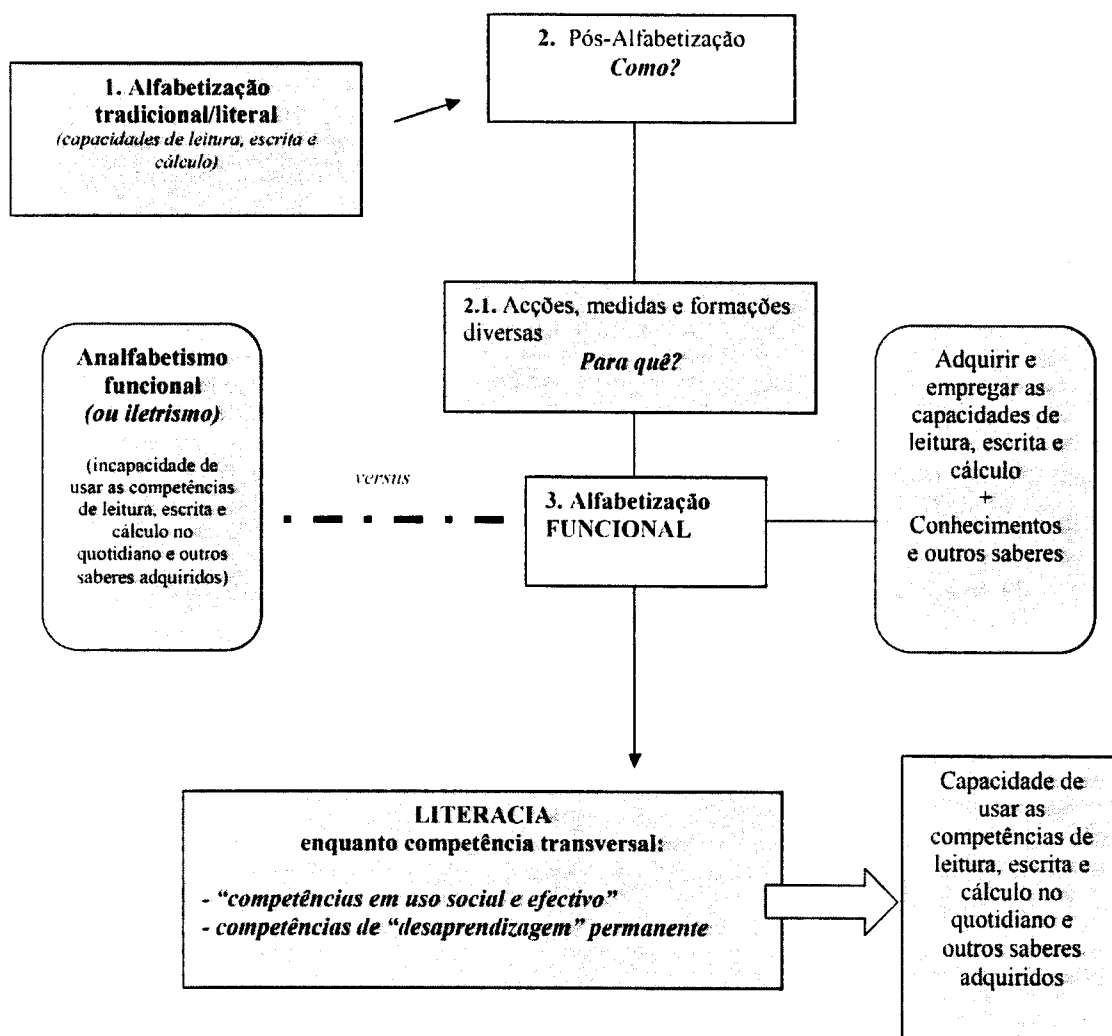 2. Pós-Alfabetização
Como?
1. Alfabetização
tradicional/literal
(capacidades de leitura, escrita e
cálculo)
2.1. Acções, medidas e formações
diversas
Para quê?
Analfabetismo
funcional
(ou iletrismo)
(incapacidade de
usar as competências
de leitura, escrita e
cálculo no
quotidiano e outros
saberes adquiridos)
versus
3. Alfabetização
FUNCIONAL
Adquirir e
empregar as
capacidades de
leitura, escrita e
cálculo
+
Conhecimentos
e outros saberes
LITERACIA
enquanto competência transversal:
- “competências em uso social e efectivo”
- competências de “desaprendizagem” permanente
Capacidade de
usar as
competências de
leitura, escrita e
cálculo no
quotidiano e
outros saberes
adquiridos